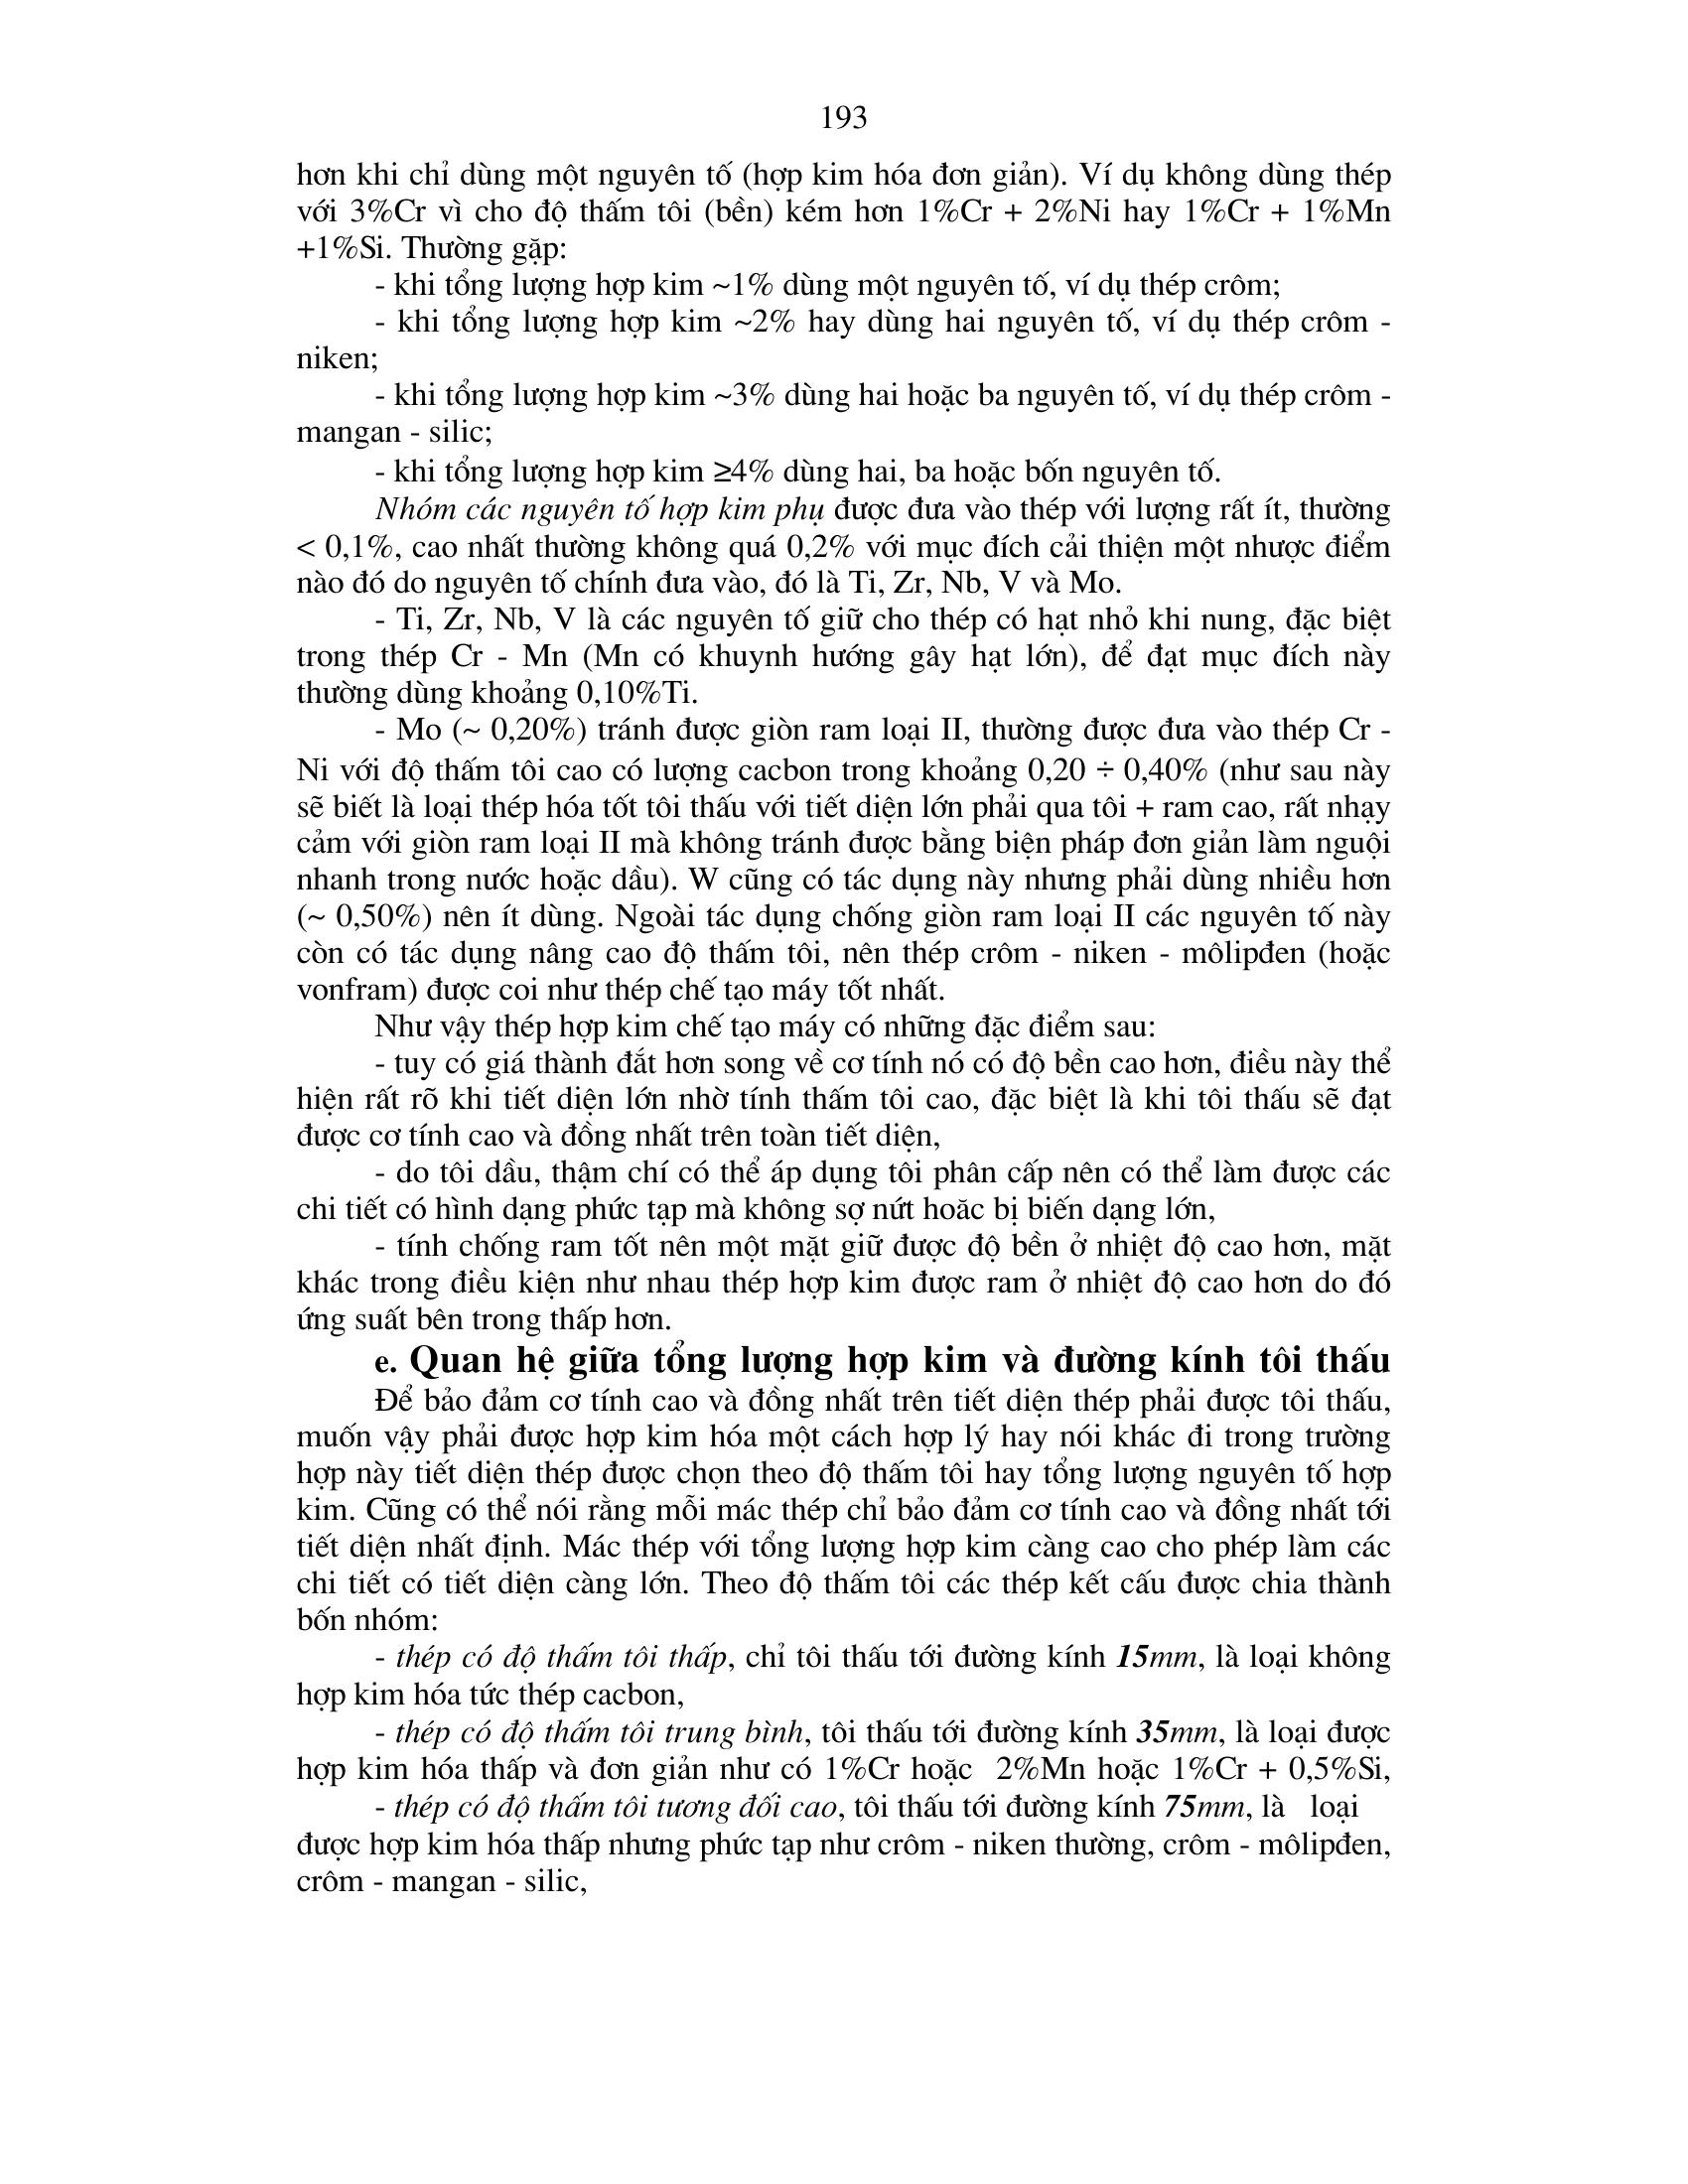 193
hơn khi chỉ dùng một nguyên tố (hợp kim hóa đơn giản). Ví dụ không dùng thép
với 3%Cr vì cho độ thấm tôi (bền) kém hơn 1%Cr + 2%Ni hay 1%Cr + 1%Mn
+1%Si. Thường gặp:
- khi tổng lượng hợp kim ~1% dùng một nguyên tố, ví dụ thép crôm;
- khi tổng lượng hợp kim ~2% hay dùng hai nguyên tố, ví dụ thép crôm -
niken;
- khi tổng lượng hợp kim ~3% dùng hai hoặc ba nguyên tố, ví dụ thép crôm -
mangan - silic;
- khi tổng lượng hợp kim ≥4% dùng hai, ba hoặc bốn nguyên tố.
Nhóm các nguyên tố hợp kim phụ được đưa vào thép với lượng rất ít, thường
< 0,1%, cao nhất thường không quá 0,2% với mục đích cải thiện một nhược điểm
nào đó do nguyên tố chính đưa vào, đó là Ti, Zr, Nb, V và Mo.
- Ti, Zr, Nb, V là các nguyên tố giữ cho thép có hạt nhỏ khi nung, đặc biệt
trong thép Cr - Mn (Mn có khuynh hướng gây hạt lớn), để đạt mục đích này
thường dùng khoảng 0,10%Ti.
- Mo (~ 0,20%) tránh được giòn ram loại II, thường được đưa vào thép Cr -
Ni với độ thấm tôi cao có lượng cacbon trong khoảng 0,20 ÷ 0,40% (như sau này
sẽ biết là loại thép hóa tốt tôi thấu với tiết diện lớn phải qua tôi + ram cao, rất nhạy
cảm với giòn ram loại II mà không tránh được bằng biện pháp đơn giản làm nguội
nhanh trong nước hoặc dầu). W cũng có tác dụng này nhưng phải dùng nhiều hơn
(~ 0,50%) nên ít dùng. Ngoài tác dụng chống giòn ram loại II các nguyên tố này
còn có tác dụng nâng cao độ thấm tôi, nên thép crôm - niken - môlipđen (hoặc
vonfram) được coi như thép chế tạo máy tốt nhất.
Như vậy thép hợp kim chế tạo máy có những đặc điểm sau:
- tuy có giá thành đắt hơn song về cơ tính nó có độ bền cao hơn, điều này thể
hiện rất rõ khi tiết diện lớn nhờ tính thấm tôi cao, đặc biệt là khi tôi thấu sẽ đạt
được cơ tính cao và đồng nhất trên toàn tiết diện,
- do tôi dầu, thậm chí có thể áp dụng tôi phân cấp nên có thể làm được các
chi tiết có hình dạng phức tạp mà không sợ nứt hoăc bị biến dạng lớn,
- tính chống ram tốt nên một mặt giữ được độ bền ở nhiệt độ cao hơn, mặt
khác trong điều kiện như nhau thép hợp kim được ram ở nhiệt độ cao hơn do đó
ứng suất bên trong thấp hơn.
e. Quan hệ giữa tổng lượng hợp kim và đường kính tôi thấu
Để bảo đảm cơ tính cao và đồng nhất trên tiết diện thép phải được tôi thấu,
muốn vậy phải được hợp kim hóa một cách hợp lý hay nói khác đi trong trường
hợp này tiết diện thép được chọn theo độ thấm tôi hay tổng lượng nguyên tố hợp
kim. Cũng có thể nói rằng mỗi mác thép chỉ bảo đảm cơ tính cao và đồng nhất tới
tiết diện nhất định. Mác thép với tổng lượng hợp kim càng cao cho phép làm các
chi tiết có tiết diện càng lớn. Theo độ thấm tôi các thép kết cấu được chia thành
bốn nhóm:
- thép có độ thấm tôi thấp, chỉ tôi thấu tới đường kính 15mm, là loại không
hợp kim hóa tức thép cacbon,
- thép có độ thấm tôi trung bình, tôi thấu tới đường kính 35mm, là loại được
hợp kim hóa thấp và đơn giản như có 1%Cr hoặc 2%Mn hoặc 1%Cr + 0,5%Si,
- thép có độ thấm tôi tương đối cao, tôi thấu tới đường kính 75mm, là loại
được hợp kim hóa thấp nhưng phức tạp như crôm - niken thường, crôm - môlipđen,
crôm - mangan - silic,